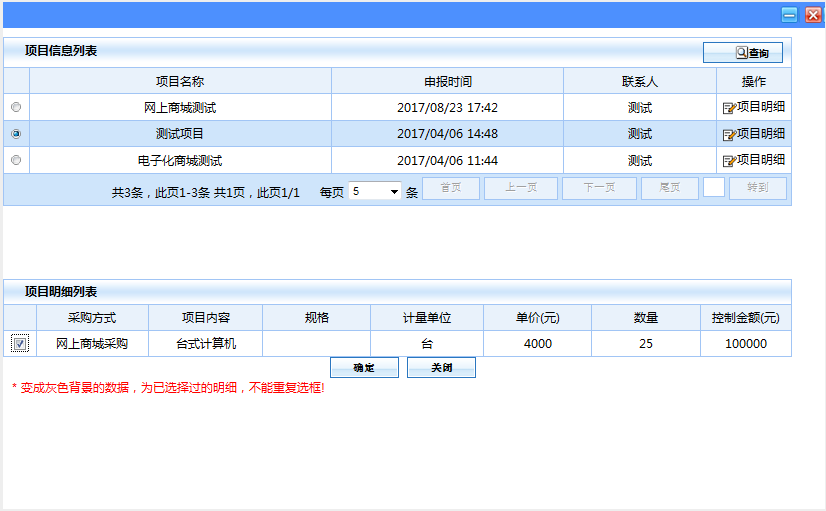 项目信息列表 查询
项目名称 申报时间 联系人 操作
网上商城测试 2017/08/23 17:42 测试 项目明细
测试项目 2017/04/06 14:48 测试 项目明细
电子化商城测试 2017/04/06 11:44 测试 项目明细
共3条，此页1-3条 共1页，此页1/1 每页 5 条 首页 上一页 下一页 尾页 转到
项目明细列表
采购方式 项目内容 规格 计量单位 单价(元) 数量 控制金额(元)
网上商城采购 台式计算机 台 4000 25 100000
确定 关闭
* 变成灰色背景的数据，为已选择过的明细，不能重复选框!